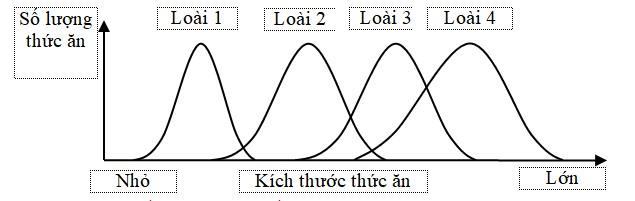 Số lượng
thức ăn
Loài 1
Loài 2
Loài 3
Loài 4
Nhỏ
Kích thước thức ăn
Lớn